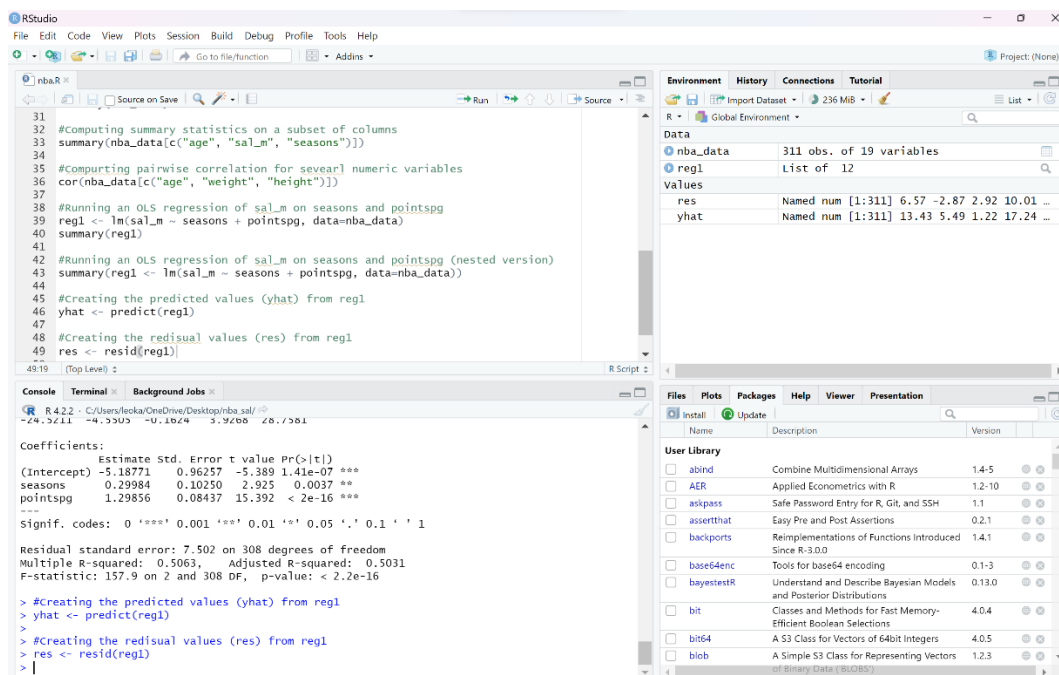 RStudio
File Edit Code View Plots Session Build Debug Profile Tools Help
Go to file/function Addins Project: (None)
nba.R
Source on Save Run Source
31
32 #Computing summary statistics on a subset of columns
33 summary(nba_data[c("age", "sal_m", "seasons")])
34
35 #Compurting pairwise correlation for sevearl numeric variables
36 cor(nba_data[c("age", "weight", "height")])
37
38 #Running an OLS regression of sal_m on seasons and pointspg
39 reg1 <- lm(sal_m ~ seasons + pointspg, data=nba_data)
40 summary(reg1)
41
42 #Running an OLS regression of sal_m on seasons and pointspg (nested version)
43 summary(reg1 <- lm(sal_m ~ seasons + pointspg, data=nba_data))
44
45 #Creating the predicted values (yhat) from reg1
46 yhat <- predict(reg1)
47
48 #Creating the redisual values (res) from reg1
49 res <- resid(reg1)
49:19 (Top Level) R Script
Console Terminal Background Jobs
R 4.2.2 · C:/Users/leoka/OneDrive/Desktop/nba_sal/
-24.5211 -4.5505 -0.1624 3.9268 28.7581
Coefficients:
Estimate Std. Error t value Pr(>|t|)
(Intercept) -5.18771 0.96257 -5.389 1.41e-07 ***
seasons 0.29984 0.10250 2.925 0.0037 **
pointspg 1.29856 0.08437 15.392 < 2e-16 ***
---
Signif. codes: 0 ‘***’ 0.001 ‘**’ 0.01 ‘*’ 0.05 ‘.’ 0.1 ‘ ’ 1
Residual standard error: 7.502 on 308 degrees of freedom
Multiple R-squared: 0.5063, Adjusted R-squared: 0.5031
F-statistic: 157.9 on 2 and 308 DF, p-value: < 2.2e-16
> #Creating the predicted values (yhat) from reg1
> yhat <- predict(reg1)
>
> #Creating the redisual values (res) from reg1
> res <- resid(reg1)
>
Environment History Connections Tutorial
Import Dataset 236 MiB List
R Global Environment
Data
nba_data 311 obs. of 19 variables
reg1 List of 12
Values
res Named num [1:311] 6.57 -2.87 2.92 10.01 ...
yhat Named num [1:311] 13.43 5.49 1.22 17.24 ...
Files Plots Packages Help Viewer Presentation
Install Update
Name Description Version
User Library
abind Combine Multidimensional Arrays 1.4-5
AER Applied Econometrics with R 1.2-10
askpass Safe Password Entry for R, Git, and SSH 1.1
assertthat Easy Pre and Post Assertions 0.2.1
backports Reimplementations of Functions Introduced 1.4.1
Since R-3.0.0
base64enc Tools for base64 encoding 0.1-3
bayestestR Understand and Describe Bayesian Models 0.13.0
and Posterior Distributions
bit Classes and Methods for Fast Memory- 4.0.4
Efficient Boolean Selections
bit64 A S3 Class for Vectors of 64bit Integers 4.0.5
blob A Simple S3 Class for Representing Vectors 1.2.3
of Binary Data ('BLOBS')